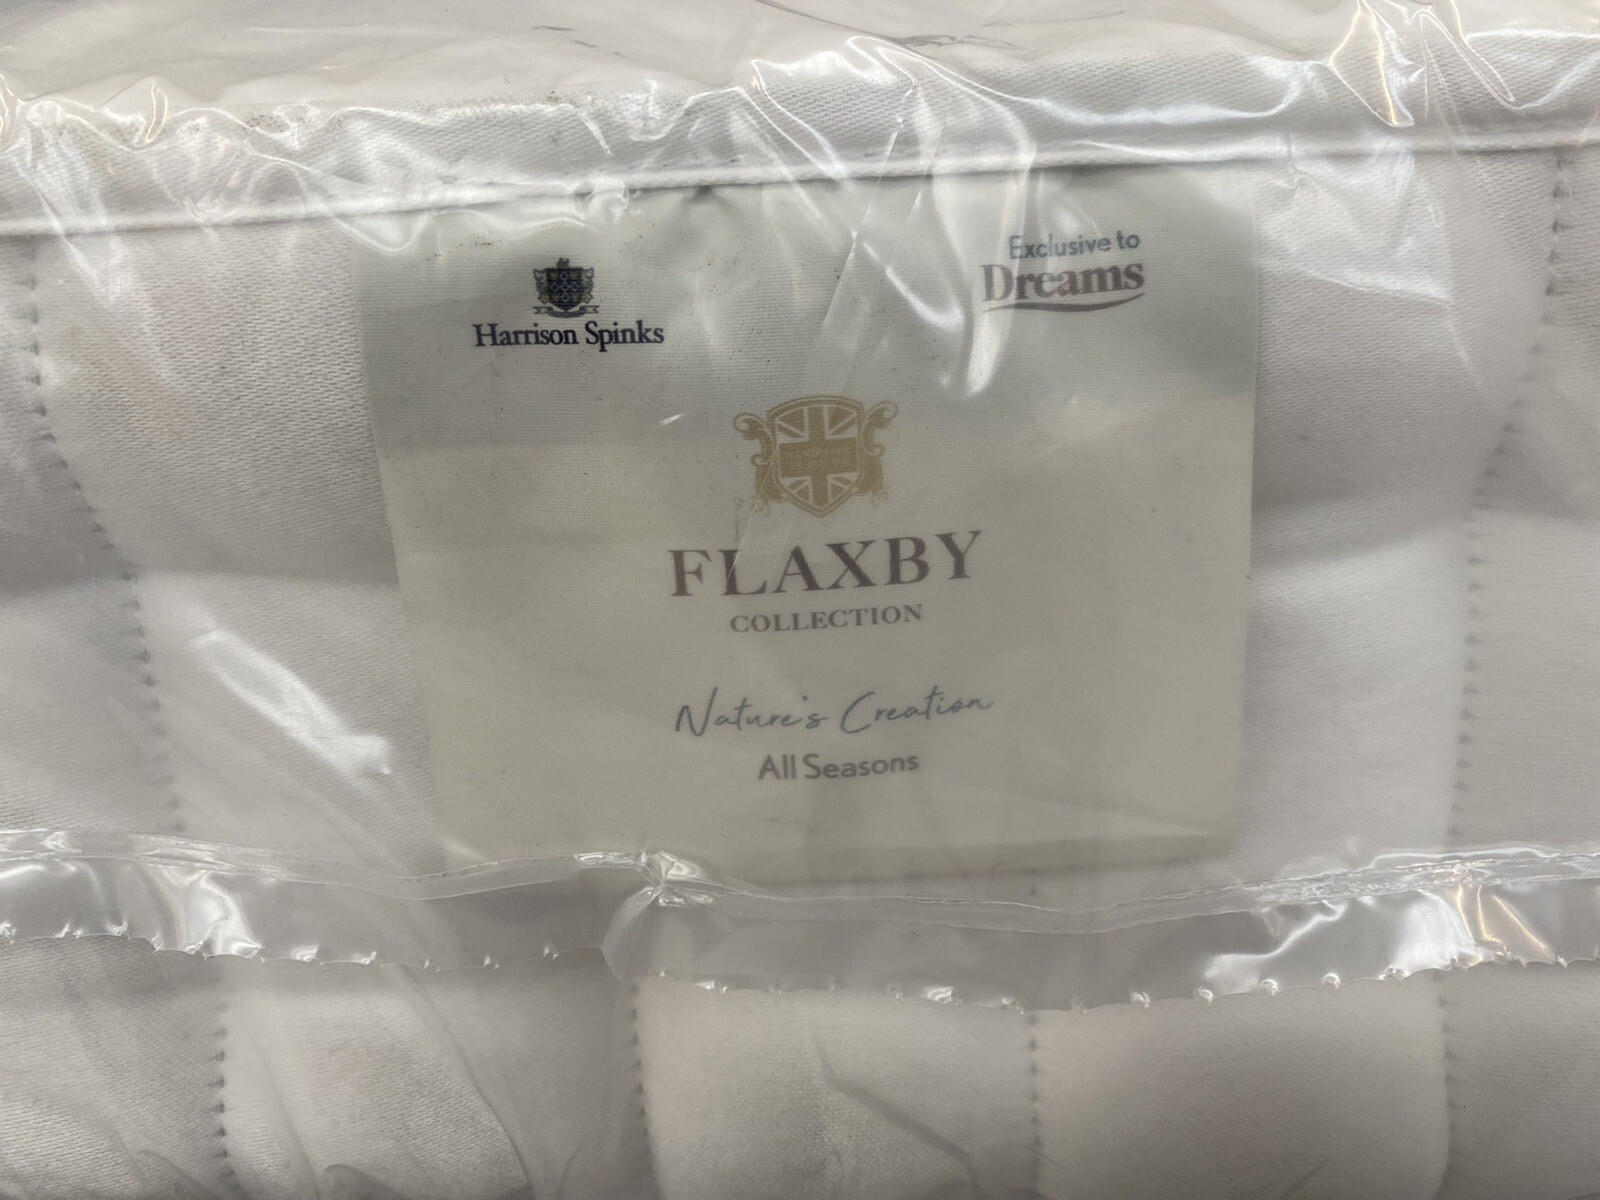 Exclusive to
Dreams
Harrison Spinks
FLAXBY
COLLECTION
Nature's Creation
All Seasons